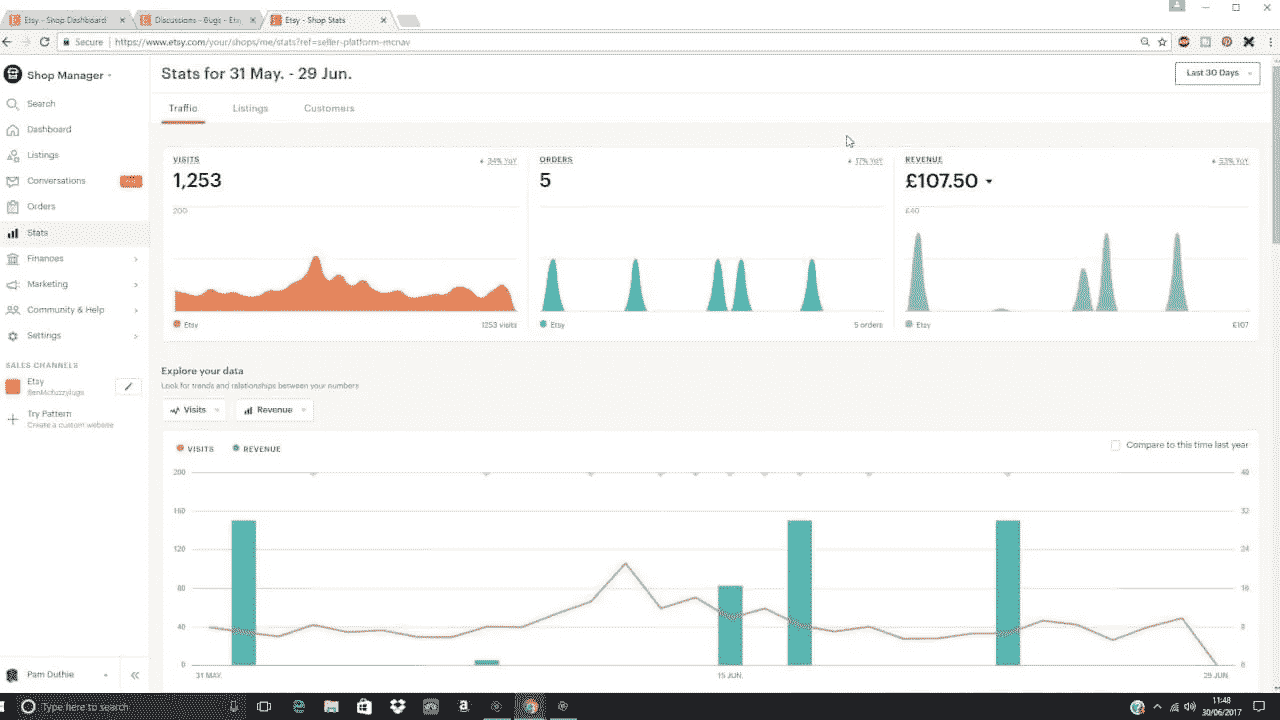 Etsy - Shop Dashboard
Discussions - Bugs - Ets
Etsy - Shop Stats
Secure
https://www.etsy.com/your/shops/me/stats?ref=seller-platform-mcnav
Shop Manager
Search
Dashboard
Listings
Conversations
Orders
Stats
Finances
Marketing
Community & Help
Settings
SALES CHANNELS
Etsy
Try Pattern
Create a custom website
Pam Duthie
Stats for 31 May. - 29 Jun.
Last 30 Days
Traffic Listings Customers
VISITS
34% YoY
1,253
200
Etsy
1253 visits
ORDERS
17% YoY
5
Etsy
5 orders
REVENUE
53% YoY
£107.50
£40
Etsy
£107
Explore your data
Look for trends and relationships between your numbers
Visits Revenue
VISITS REVENUE
Compare to this time last year
200 40
160 32
120 24
80 16
40 8
0 0
31 MAY. 15 JUN. 29 JUN.
Type here to search
11:48
30/06/2017